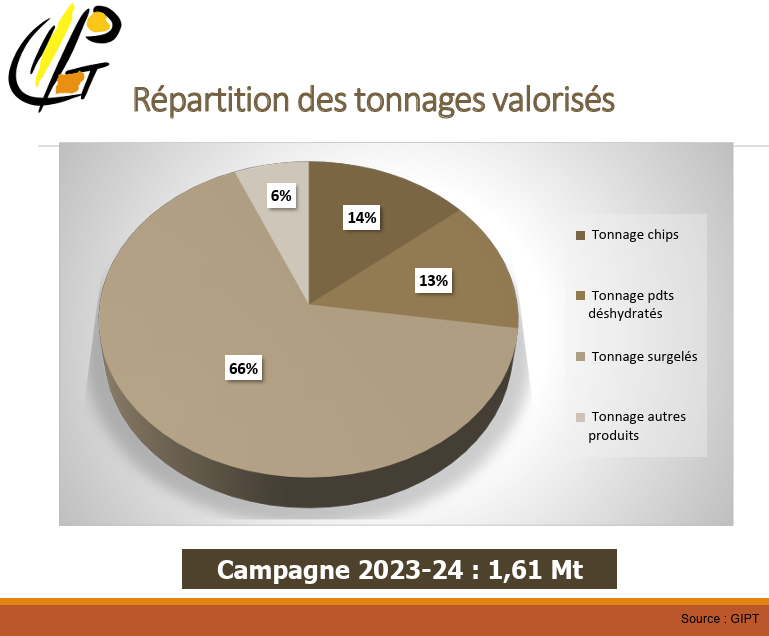 Répartition des tonnages valorisés
6%
14%
13%
66%
Tonnage chips
Tonnage pdts
déshydratés
Tonnage surgelés
Tonnage autres
produits
Campagne 2023-24 : 1,61 Mt
Source : GIPT